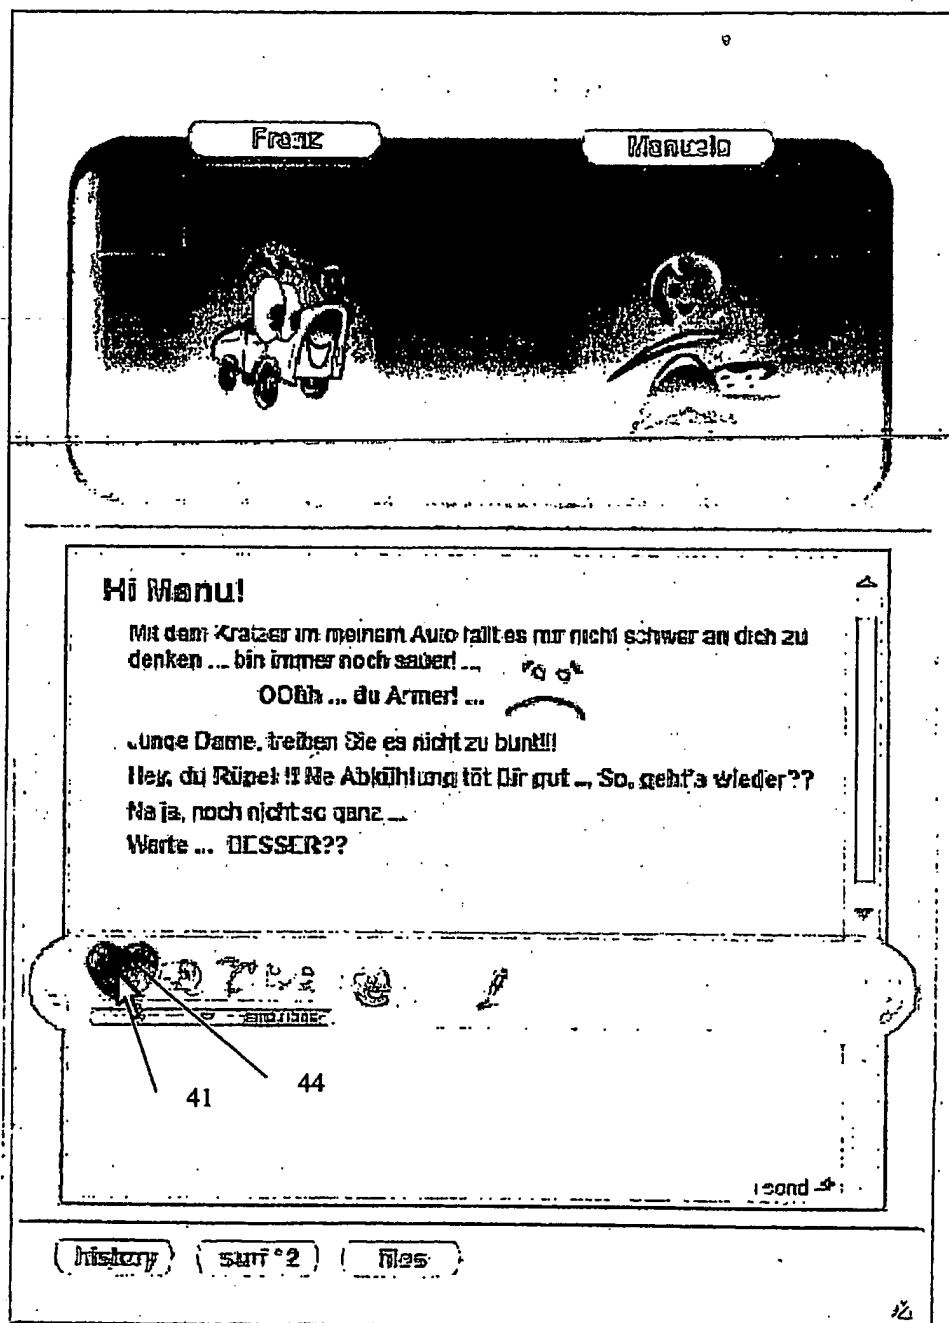 Franz
Manuela
Hi Manu!
Mit dem Kratzer im meinem Auto fällt es mir nicht schwer an dich zu
denken ... bin immer noch sauer! ...
OOhh ... du Armer! ...
Junge Dame, treiben Sie es nicht zu bunt!!!
Hey, du Rüpel !! Ne Abkühlung töt Dir gut ... So, geht's wieder??
Na ja, noch nicht so ganz ...
Warte ... BESSER??
41
44
send
history
surf °2
files